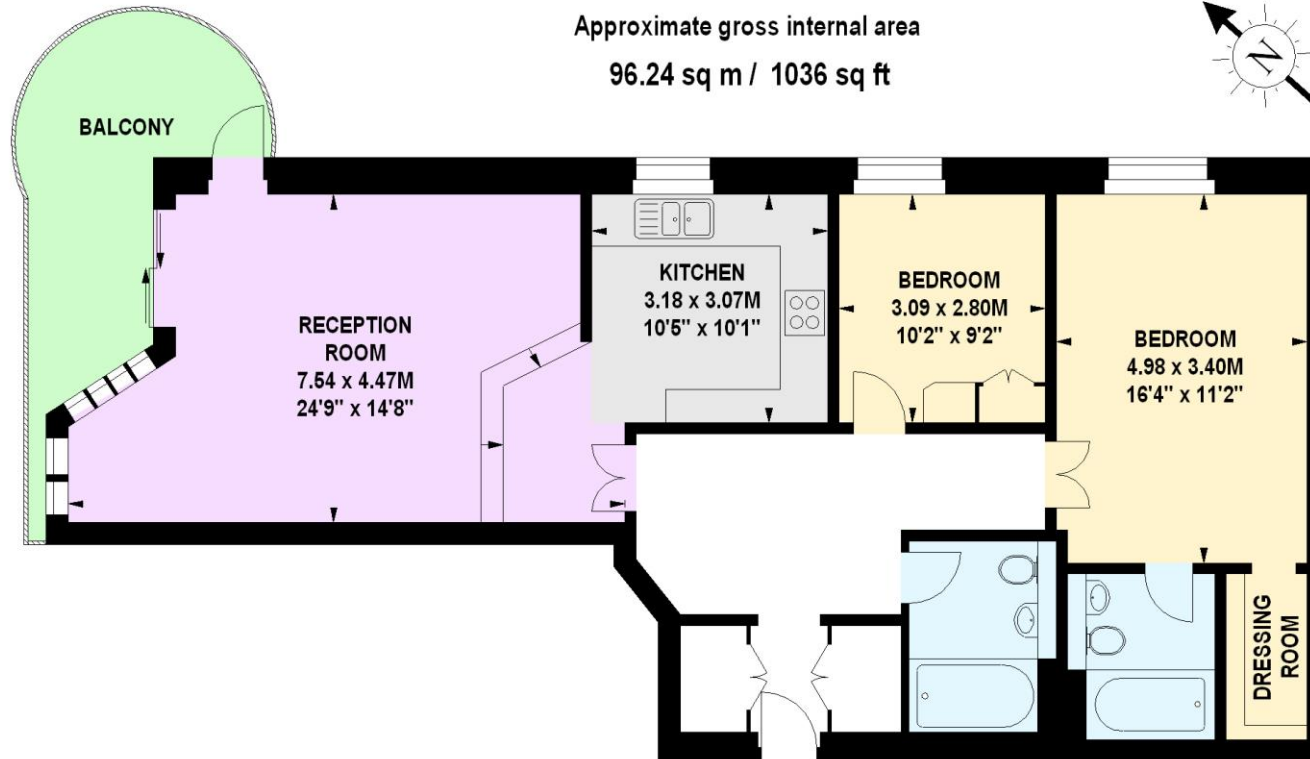 Approximate gross internal area
96.24 sq m / 1036 sq ft
N
BALCONY
RECEPTION
ROOM
7.54 x 4.47M
24'9" x 14'8"
KITCHEN
3.18 x 3.07M
10'5" x 10'1"
BEDROOM
3.09 x 2.80M
10'2" x 9'2"
BEDROOM
4.98 x 3.40M
16'4" x 11'2"
DRESSING
ROOM